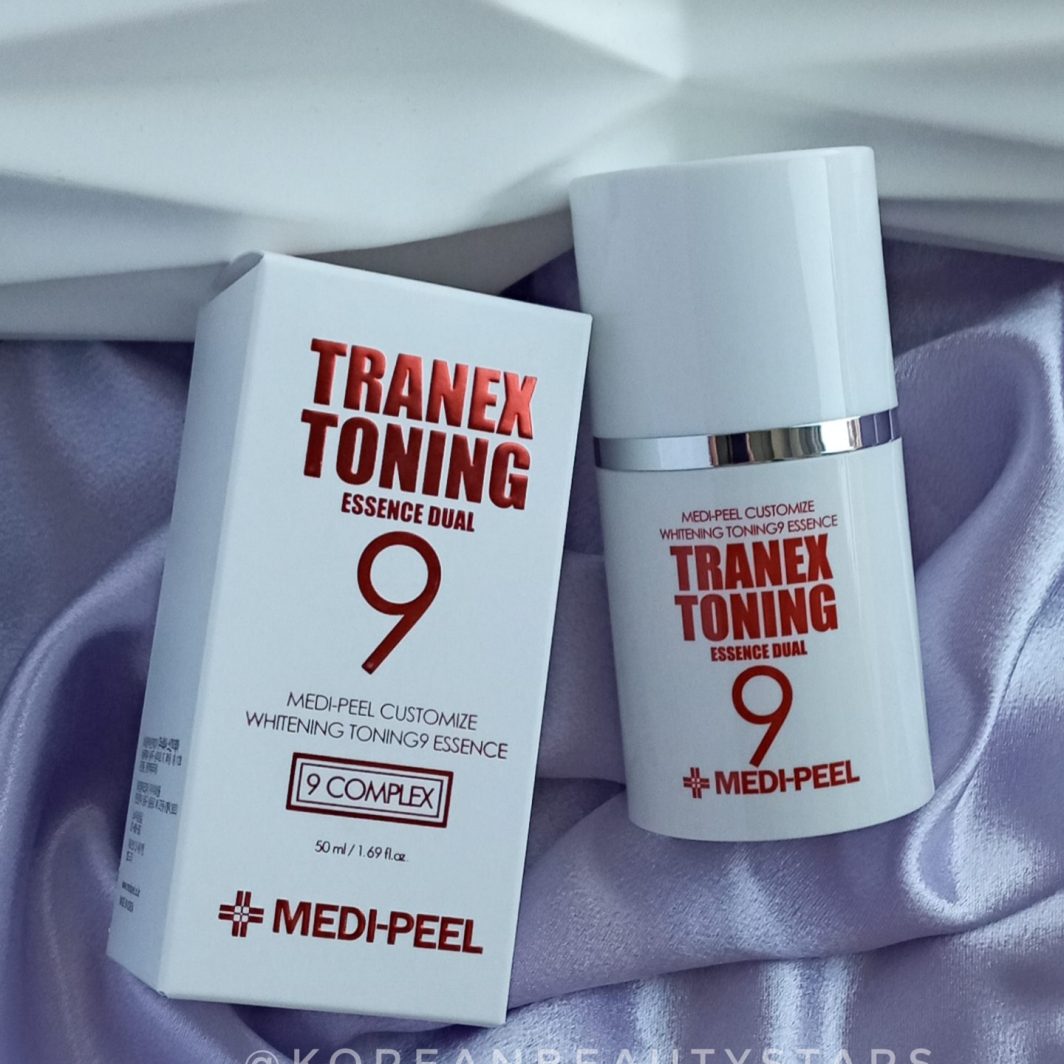 TRANEX
TONING
ESSENCE DUAL
9
MEDI-PEEL CUSTOMIZE
WHITENING TONING9 ESSENCE
9 COMPLEX
50 ml / 1.69 fl.oz.
MEDI-PEEL
MEDI-PEEL CUSTOMIZE
WHITENING TONING9 ESSENCE
TRANEX
TONING
ESSENCE DUAL
9
MEDI-PEEL
@KOREANBEAUTYSTARS